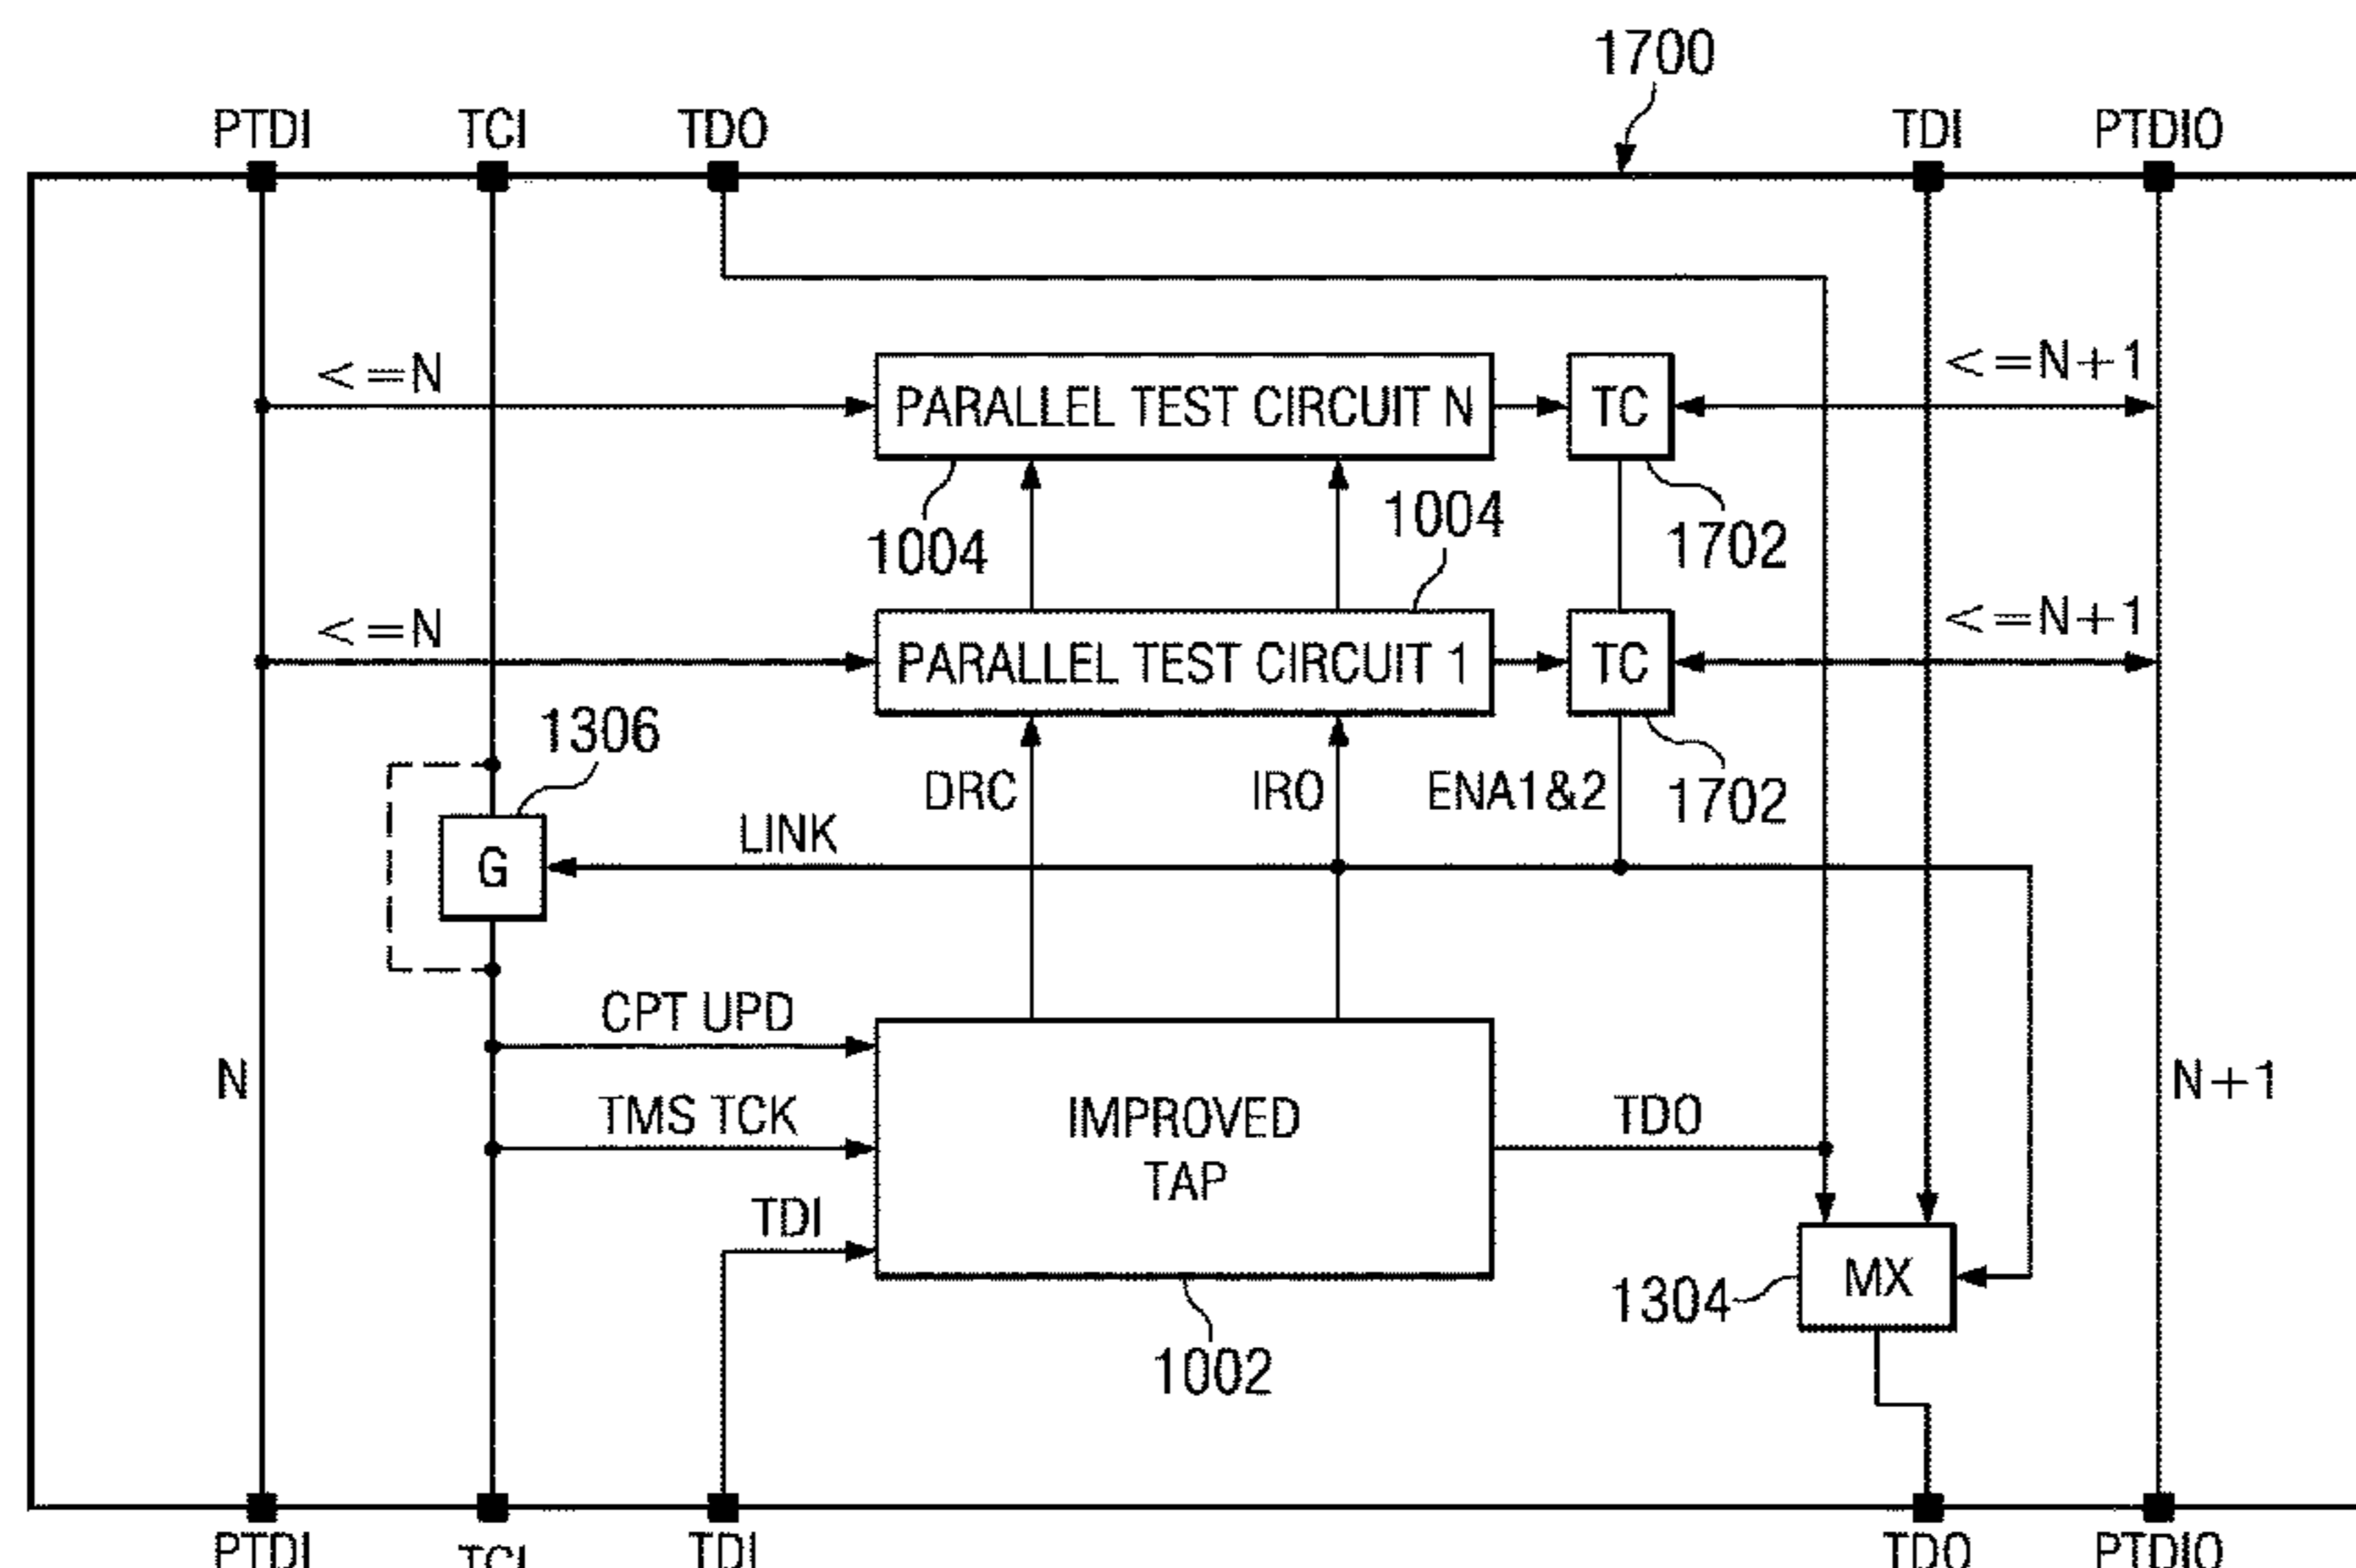 1700
PTDI
TCI
TDO
TDI
PTDIO
<=N
PARALLEL TEST CIRCUIT N
TC
<=N+1
1004
1004
1702
<=N
PARALLEL TEST CIRCUIT 1
TC
<=N+1
1306
DRC
IRO
ENA1&2
1702
LINK
G
CPT UPD
N
TMS TCK
IMPROVED
TAP
TDO
N+1
TDI
MX
1304
1002
PTDI
TCI
TDI
TDO
PTDIO